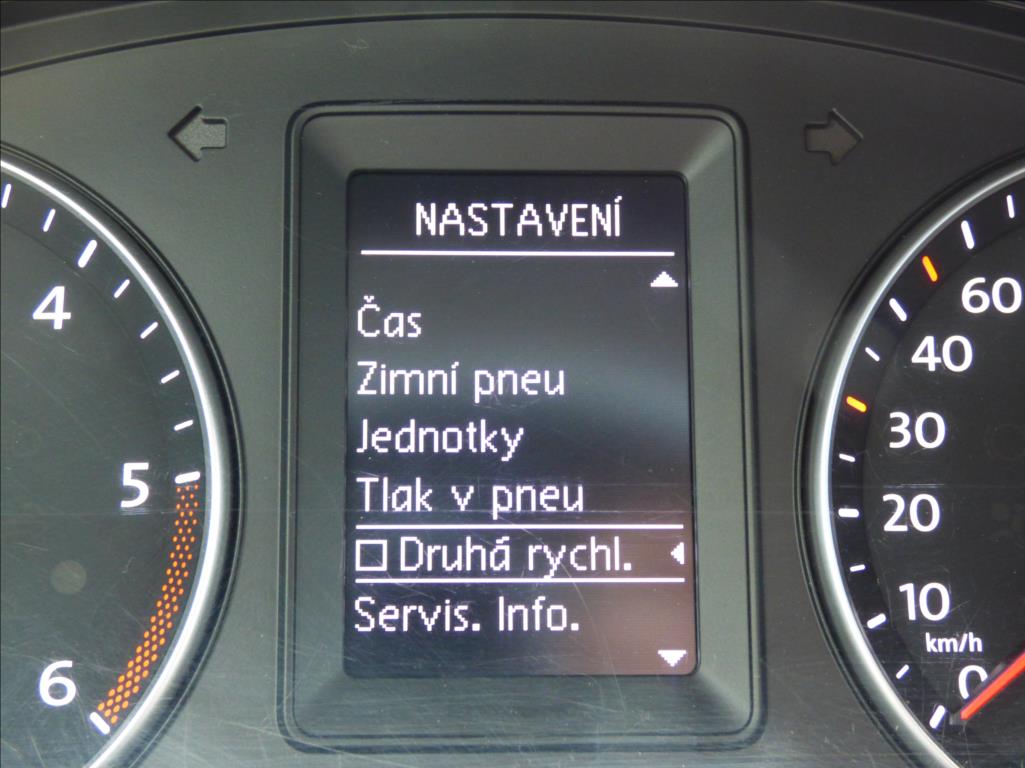 NASTAVENÍ
Čas
Zimní pneu
Jednotky
Tlak v pneu
Druhá rychl.
Servis. Info.
4
5
6
60
40
30
20
10
km/h
0